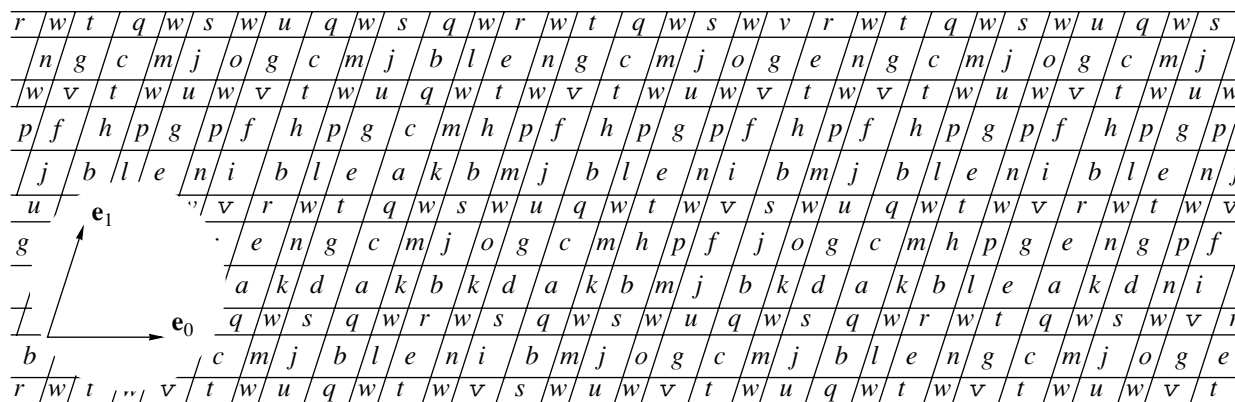 r w t q w s w u q w s q w r w t q w s w v r w t q w s w u q w s
n g c m j o g c m j b l e n g c m j o g e n g c m j o g c m j
w v t w u w v t w u q w t w v t w u w v t w v t w u w v t w u w
p f h p g p f h p g c m h p f h p g p f h p f h p g p f h p g p
j b l e n i b l e a k b m j b l e n i b m j b l e n i b l e n j
u v r w t q w s w u q w t w v s w u q w t w v r w t w v
e₁
g e n g c m j o g c m h p f j o g c m h p g e n g p f
a k d a k b k d a k b m j b k d a k b l e a k d n i
q w s q w r w s q w s w u q w s q w r w t q w s w v r
e₀
b c m j b l e n i b m j o g c m j b l e n g c m j o g e
r w t w v t w u q w t w v s w u w v t w u q w t w v t w u w v t